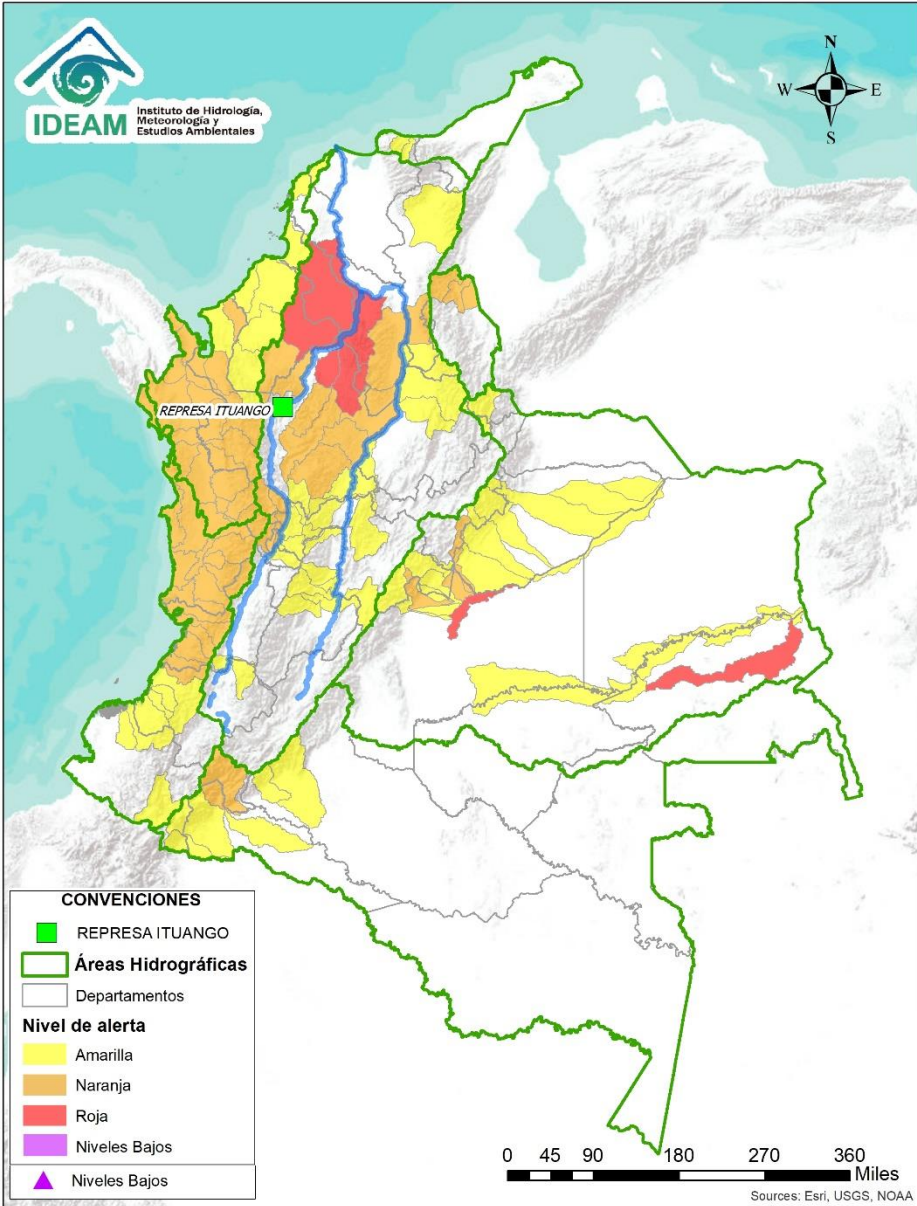 IDEAM
Instituto de Hidrología,
Meteorología y
Estudios Ambientales
N
W
E
S
REPRESA ITUANGO
CONVENCIONES
REPRESA ITUANGO
Áreas Hidrográficas
Departamentos
Nivel de alerta
Amarilla
Naranja
Roja
Niveles Bajos
Niveles Bajos
0 45 90 180 270 360
Miles
Sources: Esri, USGS, NOAA